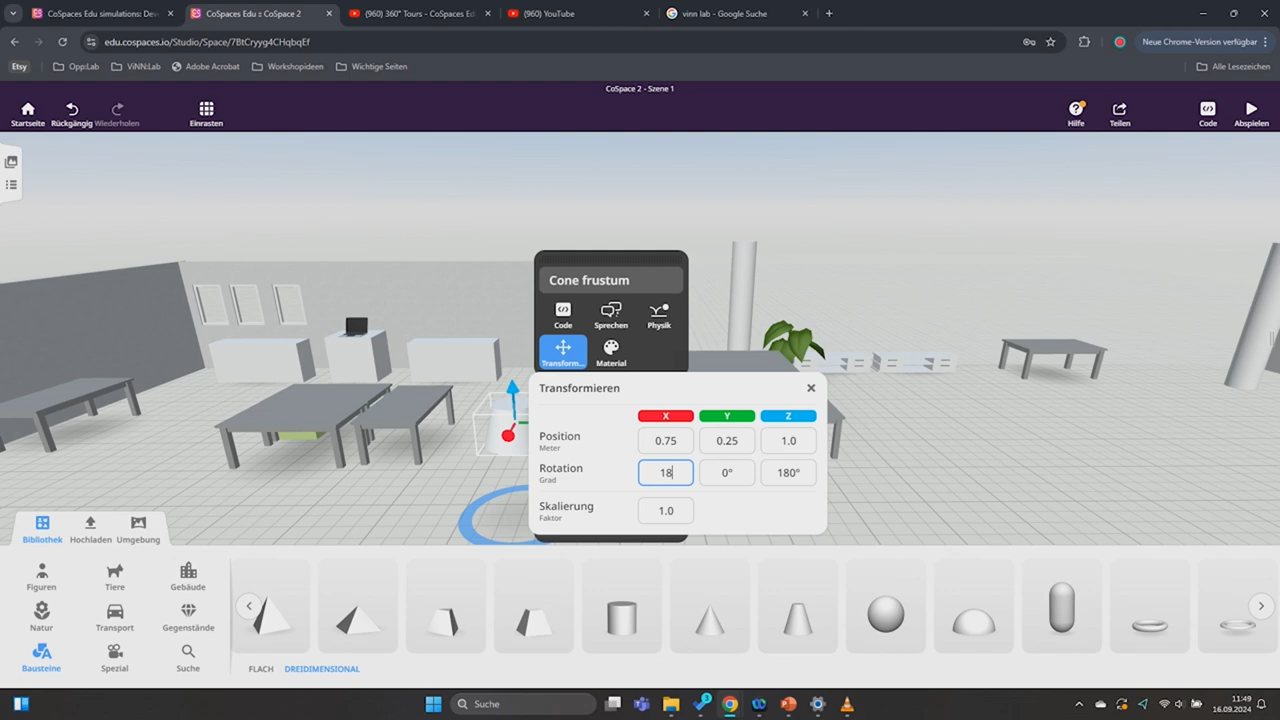 CoSpaces Edu simulations: Dev
CoSpaces Edu :: CoSpace 2
(960) 360° Tours – CoSpaces Ed
(960) YouTube
vinn lab - Google Suche
edu.cospaces.io/Studio/Space/7BtCryyg4CHqbqEf
Neue Chrome-Version verfügbar
Etsy
Opp:Lab
ViNN:Lab
Adobe Acrobat
Workshopideen
Wichtige Seiten
Alle Lesezeichen
CoSpace 2 - Szene 1
Startseite
Rückgängig
Wiederholen
Einrasten
Hilfe
Teilen
Code
Abspielen
Cone frustum
Code
Sprechen
Physik
Transform...
Material
Transformieren
X Y Z
Position 0.75 0.25 1.0
Meter
Rotation 18 0° 180°
Grad
Skalierung 1.0
Faktor
Bibliothek
Hochladen
Umgebung
Figuren
Tiere
Gebäude
Natur
Transport
Gegenstände
Bausteine
Spezial
Suche
FLACH
DREIDIMENSIONAL
Suche
3
11:49
16.09.2024